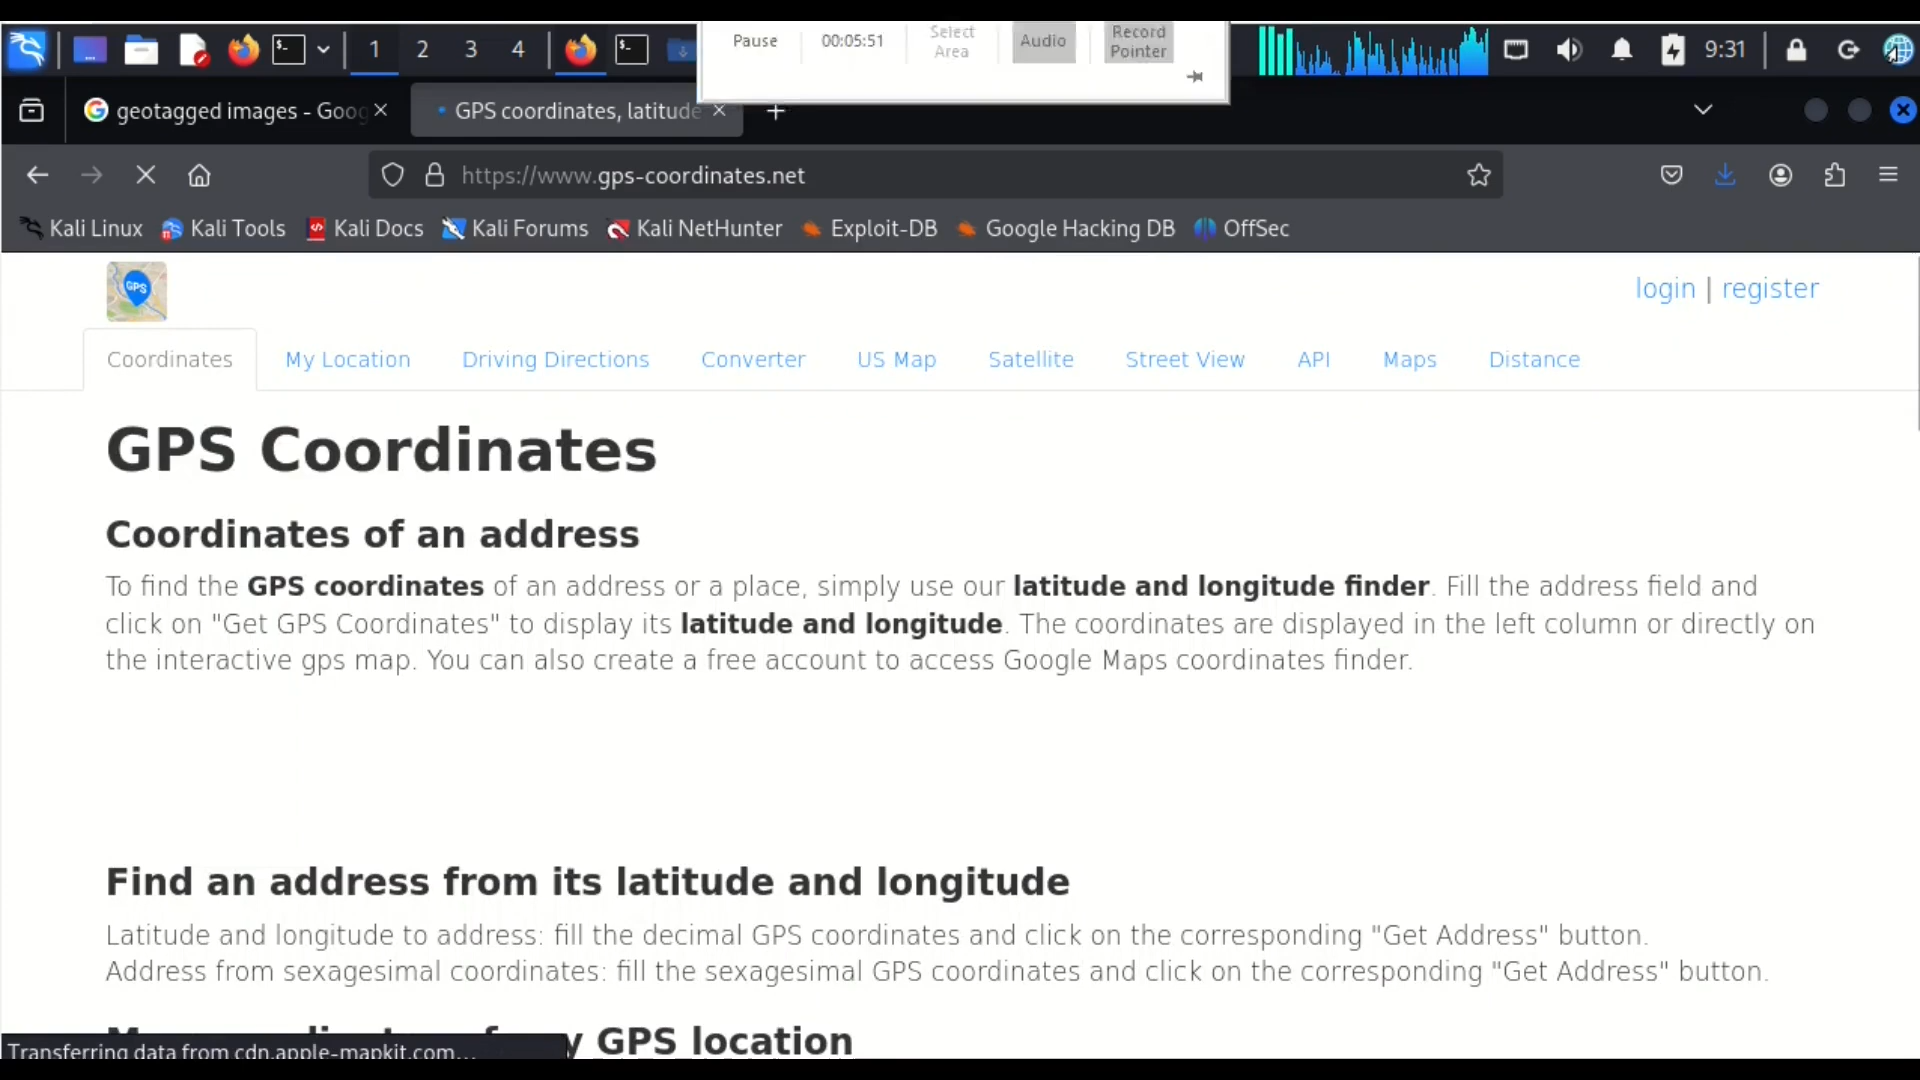 Pause 00:05:51 Select Area Audio Record Pointer
1 2 3 4
9:31
geotagged images - Goog
GPS coordinates, latitude
https://www.gps-coordinates.net
Kali Linux Kali Tools Kali Docs Kali Forums Kali NetHunter Exploit-DB Google Hacking DB OffSec
GPS
login | register
Coordinates My Location Driving Directions Converter US Map Satellite Street View API Maps Distance
GPS Coordinates
Coordinates of an address
To find the GPS coordinates of an address or a place, simply use our latitude and longitude finder. Fill the address field and
click on "Get GPS Coordinates" to display its latitude and longitude. The coordinates are displayed in the left column or directly on
the interactive gps map. You can also create a free account to access Google Maps coordinates finder.
Find an address from its latitude and longitude
Latitude and longitude to address: fill the decimal GPS coordinates and click on the corresponding "Get Address" button.
Address from sexagesimal coordinates: fill the sexagesimal GPS coordinates and click on the corresponding "Get Address" button.
GPS location
Transferring data from cdn.apple-mapkit.com...